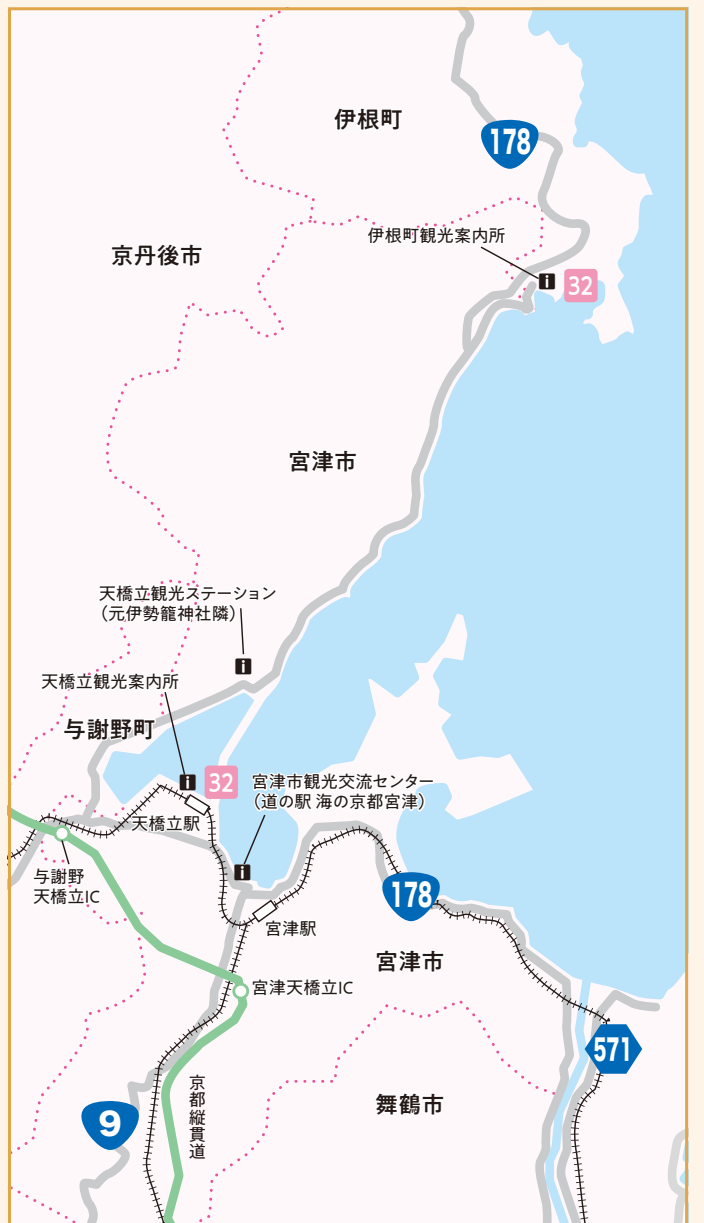 伊根町
178
伊根町観光案内所
京丹後市
32
宮津市
天橋立観光ステーション
（元伊勢籠神社隣）
天橋立観光案内所
与謝野町
32
宮津市観光交流センター
（道の駅 海の京都宮津）
天橋立駅
与謝野
天橋立IC
178
宮津駅
宮津市
宮津天橋立IC
571
京都縦貫道
舞鶴市
9